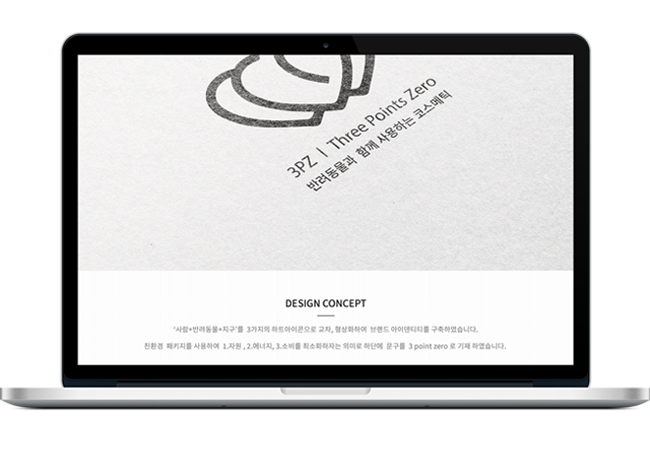 3PZ | Three Points Zero
반려동물과 함께 사용하는 코스메틱
DESIGN CONCEPT
'사람+반려동물+지구'를 3가지의 하트아이콘으로 교차, 형상화하여 브랜드 아이덴티티를 구축하였습니다.
친환경 패키지를 사용하여 1.자원 , 2.에너지, 3.소비를 최소화하자는 의미로 하단에 문구를 3 point zero 로 기재 하였습니다.